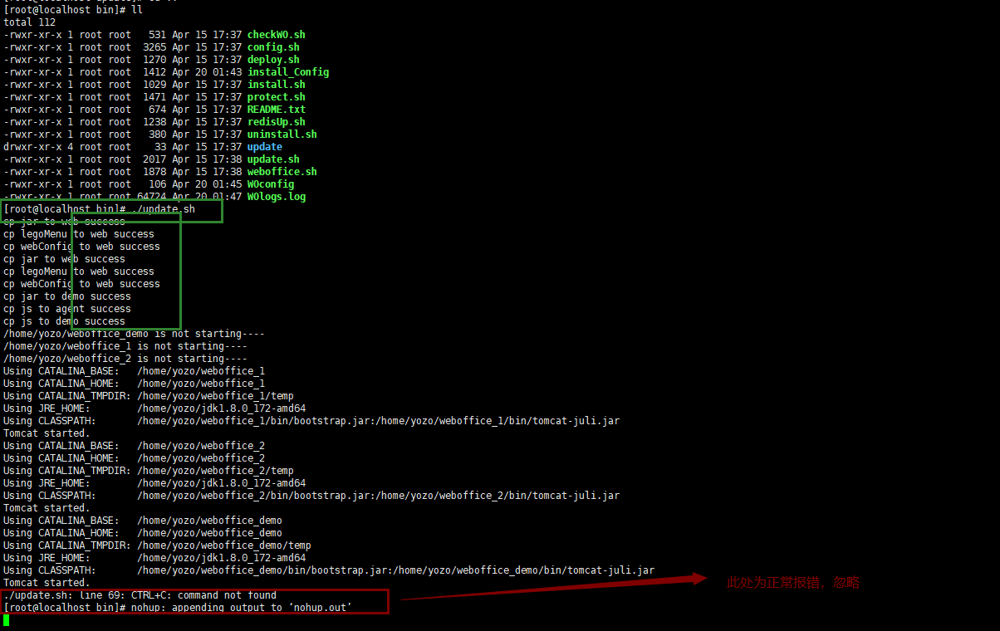 [root@localhost bin]# ll
total 112
-rwxr-xr-x 1 root root   531 Apr 15 17:37 checkWO.sh
-rwxr-xr-x 1 root root  3265 Apr 15 17:37 config.sh
-rwxr-xr-x 1 root root  1270 Apr 15 17:37 deploy.sh
-rwxr-xr-x 1 root root  1412 Apr 20 01:43 install_Config
-rwxr-xr-x 1 root root  1029 Apr 15 17:37 install.sh
-rwxr-xr-x 1 root root  1471 Apr 15 17:37 protect.sh
-rwxr-xr-x 1 root root   674 Apr 15 17:37 README.txt
-rwxr-xr-x 1 root root  1238 Apr 15 17:37 redisUp.sh
-rwxr-xr-x 1 root root   380 Apr 15 17:37 uninstall.sh
drwxr-xr-x 4 root root    33 Apr 15 17:37 update
-rwxr-xr-x 1 root root  2017 Apr 15 17:38 update.sh
-rwxr-xr-x 1 root root  1878 Apr 15 17:38 weboffice.sh
-rwxr-xr-x 1 root root   106 Apr 20 01:45 WOconfig
-rwxr-xr-x 1 root root 64724 Apr 20 01:47 WOlogs.log
[root@localhost bin]# ./update.sh
cp jar to web success
cp legoMenu to web success
cp webConfig to web success
cp jar to web success
cp legoMenu to web success
cp webConfig to web success
cp jar to demo success
cp js to agent success
cp js to demo success
/home/yozo/weboffice_demo is not starting----
/home/yozo/weboffice_1 is not starting----
/home/yozo/weboffice_2 is not starting----
Using CATALINA_BASE:   /home/yozo/weboffice_1
Using CATALINA_HOME:   /home/yozo/weboffice_1
Using CATALINA_TMPDIR: /home/yozo/weboffice_1/temp
Using JRE_HOME:        /home/yozo/jdk1.8.0_172-amd64
Using CLASSPATH:       /home/yozo/weboffice_1/bin/bootstrap.jar:/home/yozo/weboffice_1/bin/tomcat-juli.jar
Tomcat started.
Using CATALINA_BASE:   /home/yozo/weboffice_2
Using CATALINA_HOME:   /home/yozo/weboffice_2
Using CATALINA_TMPDIR: /home/yozo/weboffice_2/temp
Using JRE_HOME:        /home/yozo/jdk1.8.0_172-amd64
Using CLASSPATH:       /home/yozo/weboffice_2/bin/bootstrap.jar:/home/yozo/weboffice_2/bin/tomcat-juli.jar
Tomcat started.
Using CATALINA_BASE:   /home/yozo/weboffice_demo
Using CATALINA_HOME:   /home/yozo/weboffice_demo
Using CATALINA_TMPDIR: /home/yozo/weboffice_demo/temp
Using JRE_HOME:        /home/yozo/jdk1.8.0_172-amd64
Using CLASSPATH:       /home/yozo/weboffice_demo/bin/bootstrap.jar:/home/yozo/weboffice_demo/bin/tomcat-juli.jar
Tomcat started.
此处为正常报错，忽略
./update.sh: line 69: CTRL+C: command not found
[root@localhost bin]# nohup: appending output to ‘nohup.out’